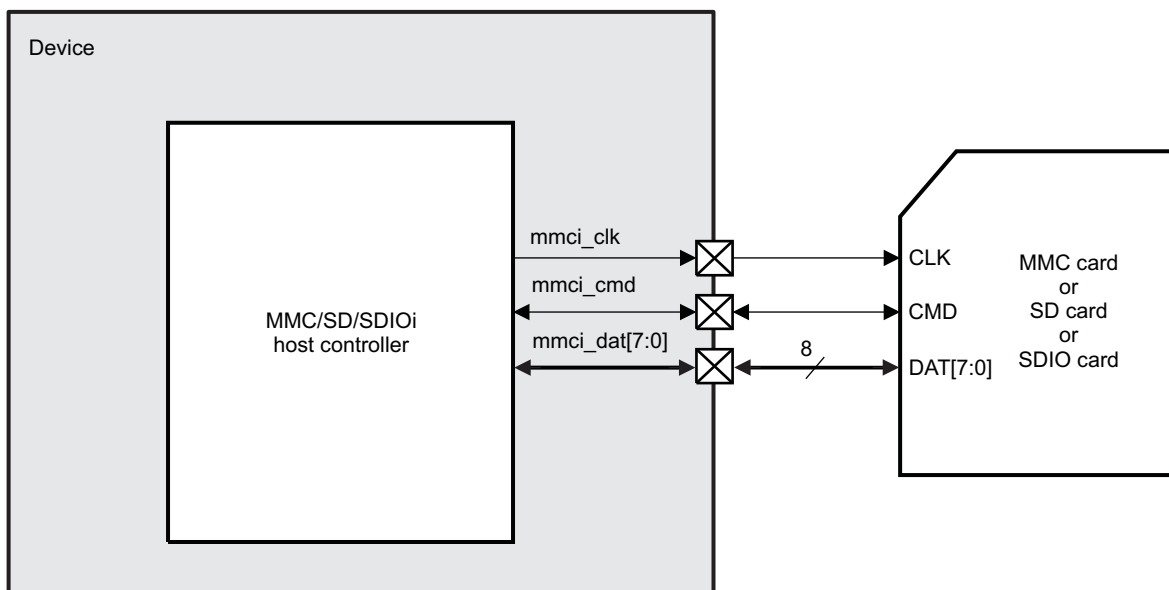 Device
mmci_clk
mmci_cmd
mmci_dat[7:0]
MMC/SD/SDIOi
host controller
8
CLK
CMD
DAT[7:0]
MMC card
or
SD card
or
SDIO card